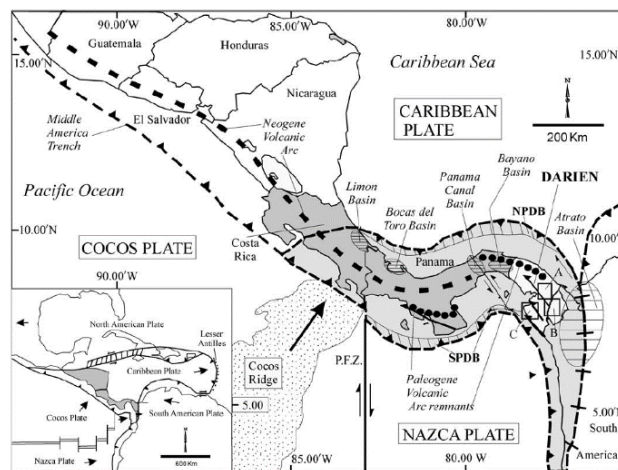 90.00'W
85.00'W
80.00'W
Guatemala
Honduras
Caribbean Sea
15.00'N
15.00'N
Nicaragua
CARIBBEAN
PLATE
N
200 Km
El Salvador
Middle
America
Trench
Neogene
Volcanic
Arc
Pacific Ocean
Limon
Basin
Bocas del
Toro Basin
Panama
Canal
Basin
Bayano
Basin
DARIEN
NPDB
Atrato
Basin
10.00'N
10.00'N
COCOS PLATE
Costa
Rica
Panama
90.00'W
A
B
C
North American Plate
Lesser
Antilles
Caribbean Plate
Cocos
Plate
South American Plate
Nazca Plate
600 Km
Cocos
Ridge
P.F.Z.
SPDB
Paleogene
Volcanic
Arc remnants
5.00
5.00'N
South
America
NAZCA PLATE
85.00'W
80.00'W